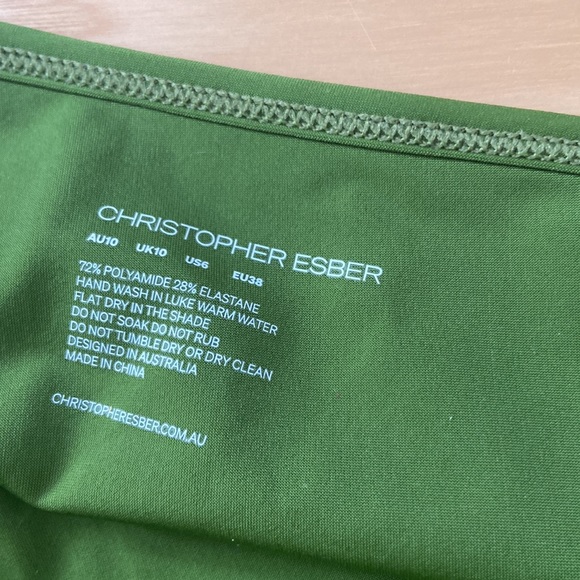 CHRISTOPHER ESBER
AU10 UK10 US6 EU38
72% POLYAMIDE 28% ELASTANE
HAND WASH IN LUKE WARM WATER
FLAT DRY IN THE SHADE
DO NOT SOAK DO NOT RUB
DO NOT TUMBLE DRY OR DRY CLEAN
DESIGNED IN AUSTRALIA
MADE IN CHINA
CHRISTOPHERESBER.COM.AU